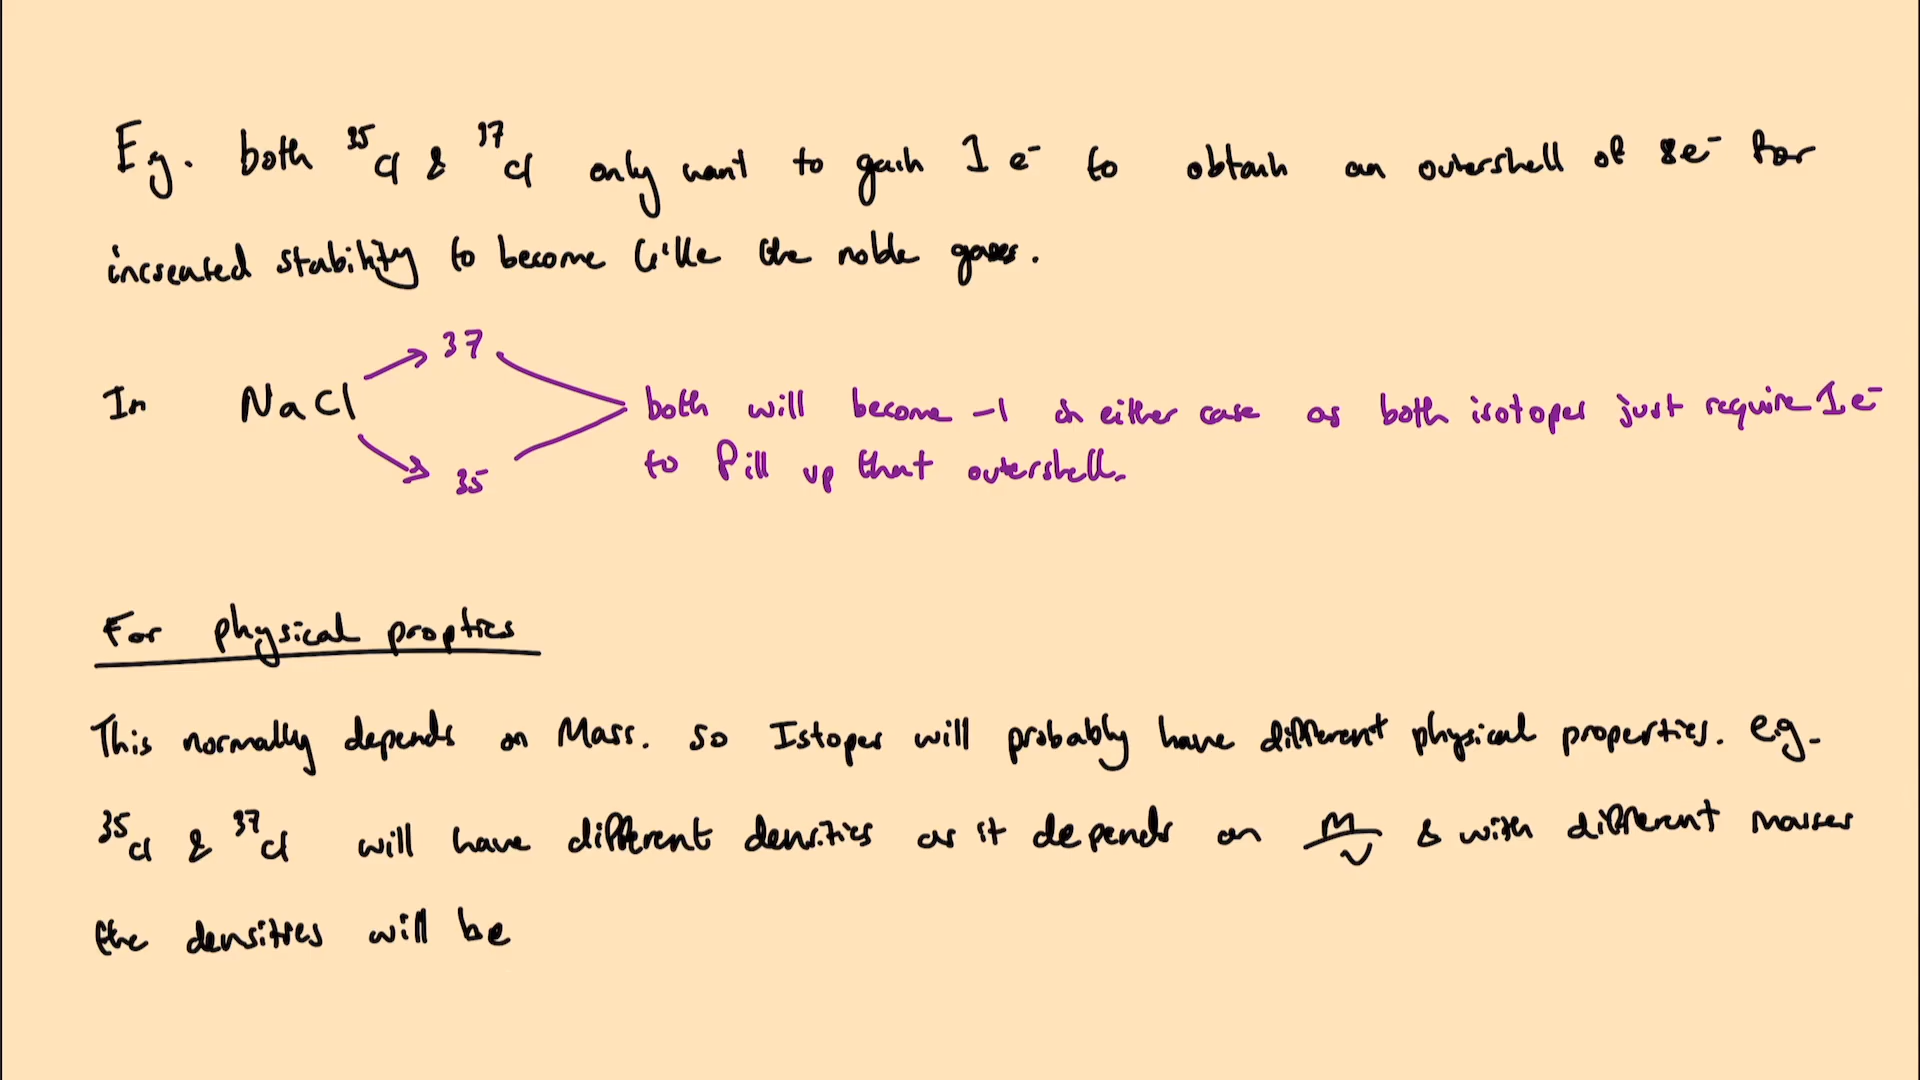 Eg. both ³⁵Cl & ³⁷Cl only want to gain 1 e⁻ to obtain an outershell of 8e⁻ for
increased stability to become like the noble gases.
37
In NaCl both will become -1 in either case as both isotopes just require 1e⁻
35 to fill up that outershell.
For physical propties
This normally depends on Mass. So Istopes will probably have different physical properties. eg.
³⁵Cl & ³⁷Cl will have different densities as it depends on M/V & with different masses
the densities will be